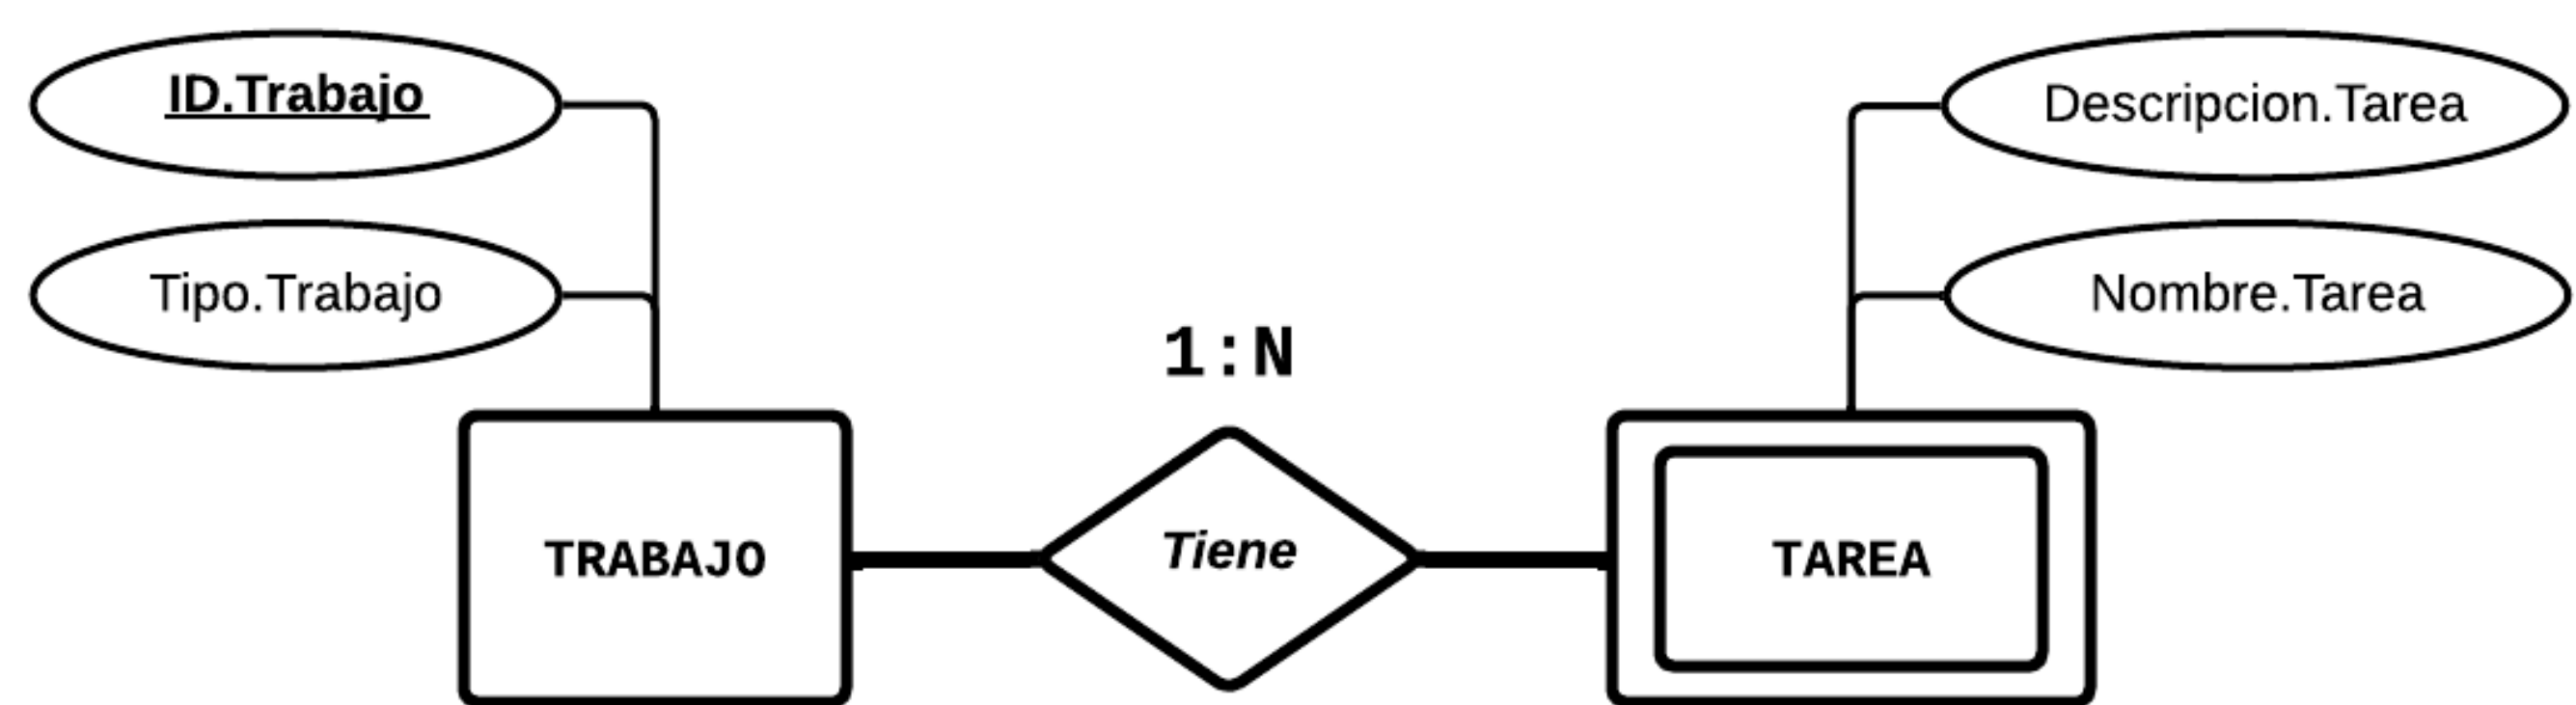 ID.Trabajo
Tipo.Trabajo
Descripcion.Tarea
Nombre.Tarea
1:N
TRABAJO
Tiene
TAREA